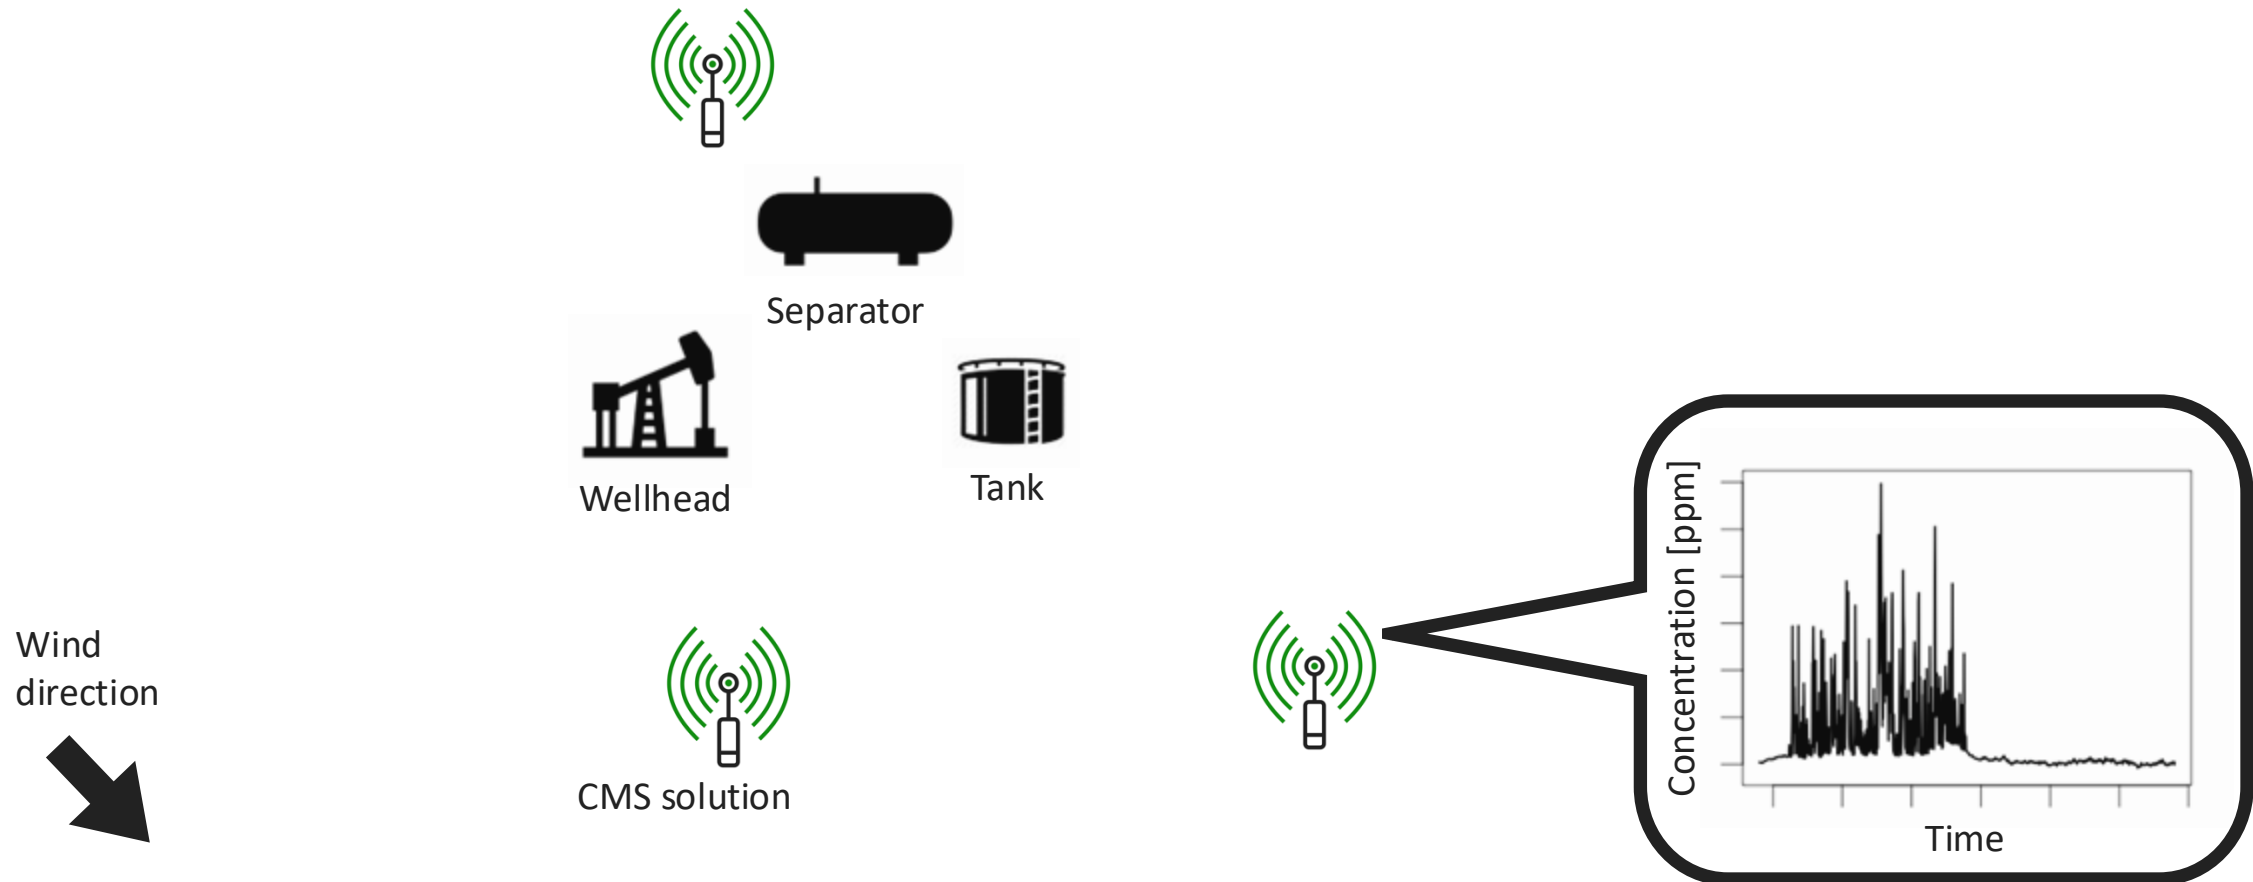 Separator
Wellhead
Tank
Wind
direction
CMS solution
Concentration [ppm]
Time